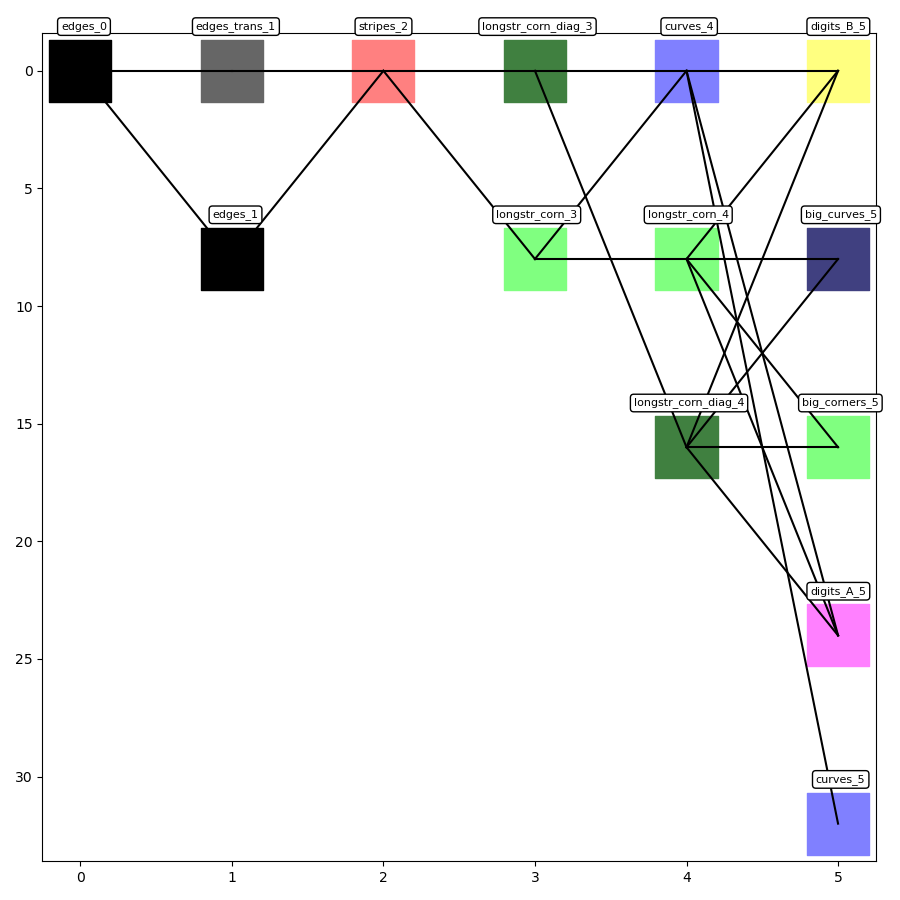 edges_0 edges_trans_1 stripes_2 longstr_corn_diag_3 curves_4 digits_B_5
0
5
edges_1 longstr_corn_3 longstr_corn_4 big_curves_5
10
longstr_corn_diag_4 big_corners_5
15
20
digits_A_5
25
curves_5
30
0 1 2 3 4 5